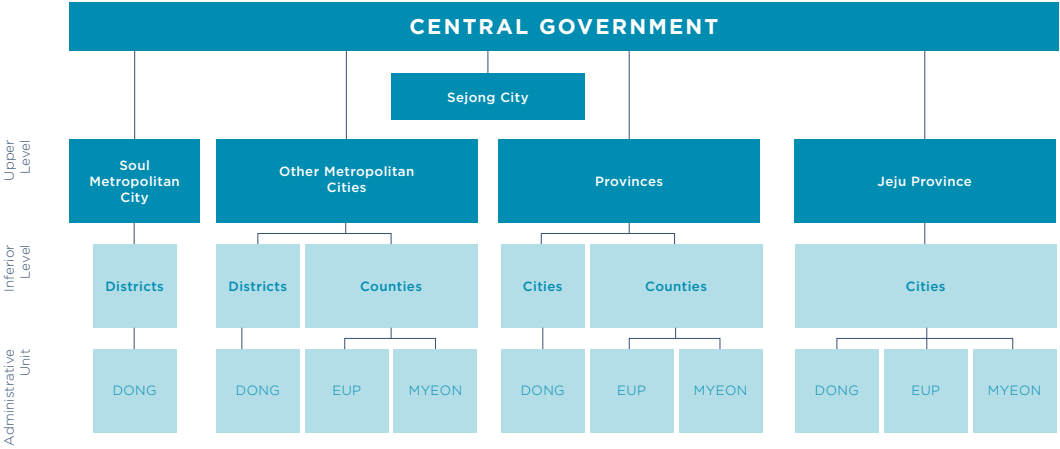 CENTRAL GOVERNMENT
Sejong City
Upper
Level
Soul
Metropolitan
City
Other Metropolitan
Cities
Provinces
Jeju Province
Inferior
Level
Districts
Districts
Counties
Cities
Counties
Cities
Administrative
Unit
DONG
DONG
EUP
MYEON
DONG
EUP
MYEON
DONG
EUP
MYEON